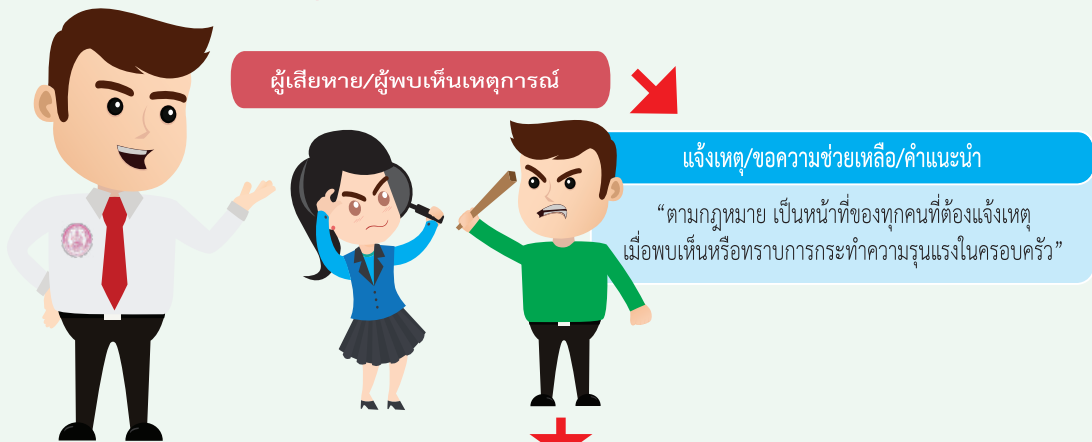 ผู้เสียหาย/ผู้พบเห็นเหตุการณ์
แจ้งเหตุ/ขอความช่วยเหลือ/คำแนะนำ
“ตามกฎหมาย เป็นหน้าที่ของทุกคนที่ต้องแจ้งเหตุ
เมื่อพบเห็นหรือทราบการกระทำความรุนแรงในครอบครัว”